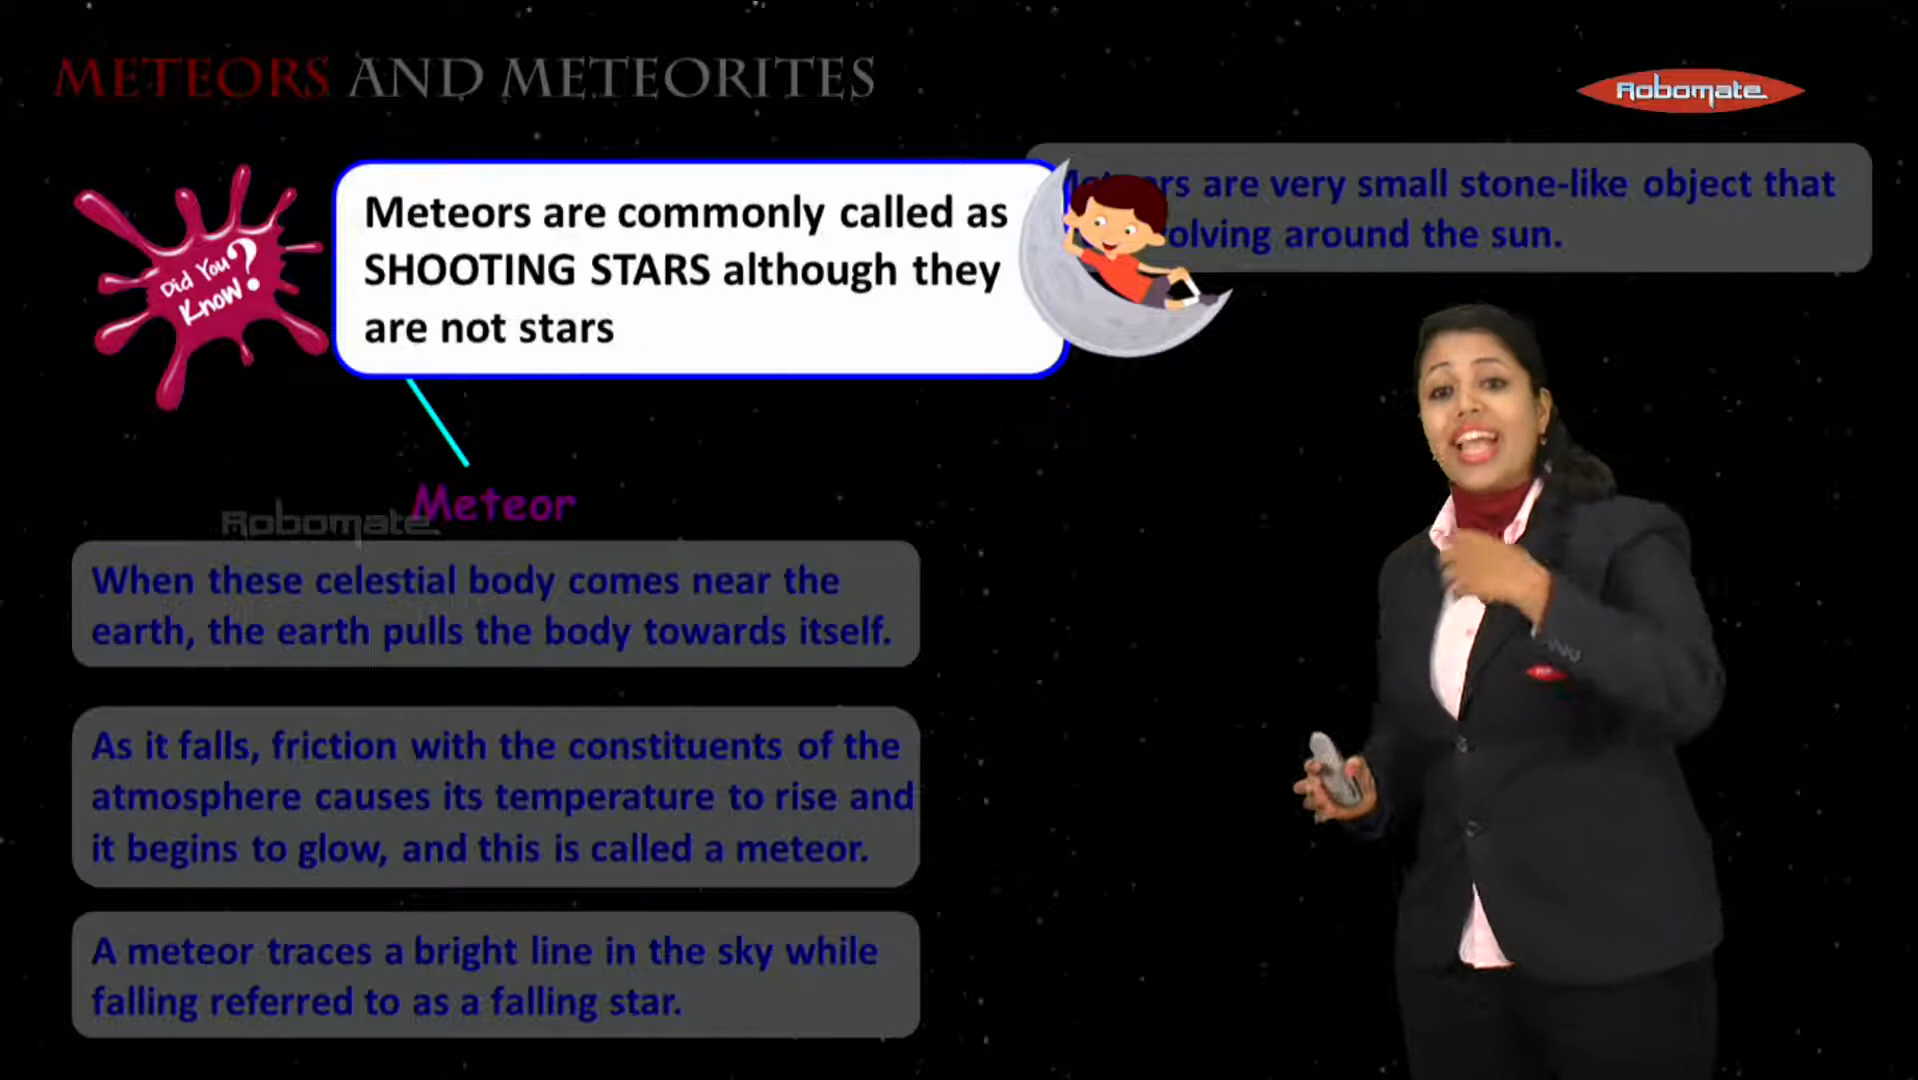 METEORS AND METEORITES
Robomate
Did You
Know?
Meteors are commonly called as
SHOOTING STARS although they
are not stars
are very small stone-like object that
around the sun.
Meteor
Robomate
When these celestial body comes near the
earth, the earth pulls the body towards itself.
As it falls, friction with the constituents of the
atmosphere causes its temperature to rise and
it begins to glow, and this is called a meteor.
A meteor traces a bright line in the sky while
falling referred to as a falling star.